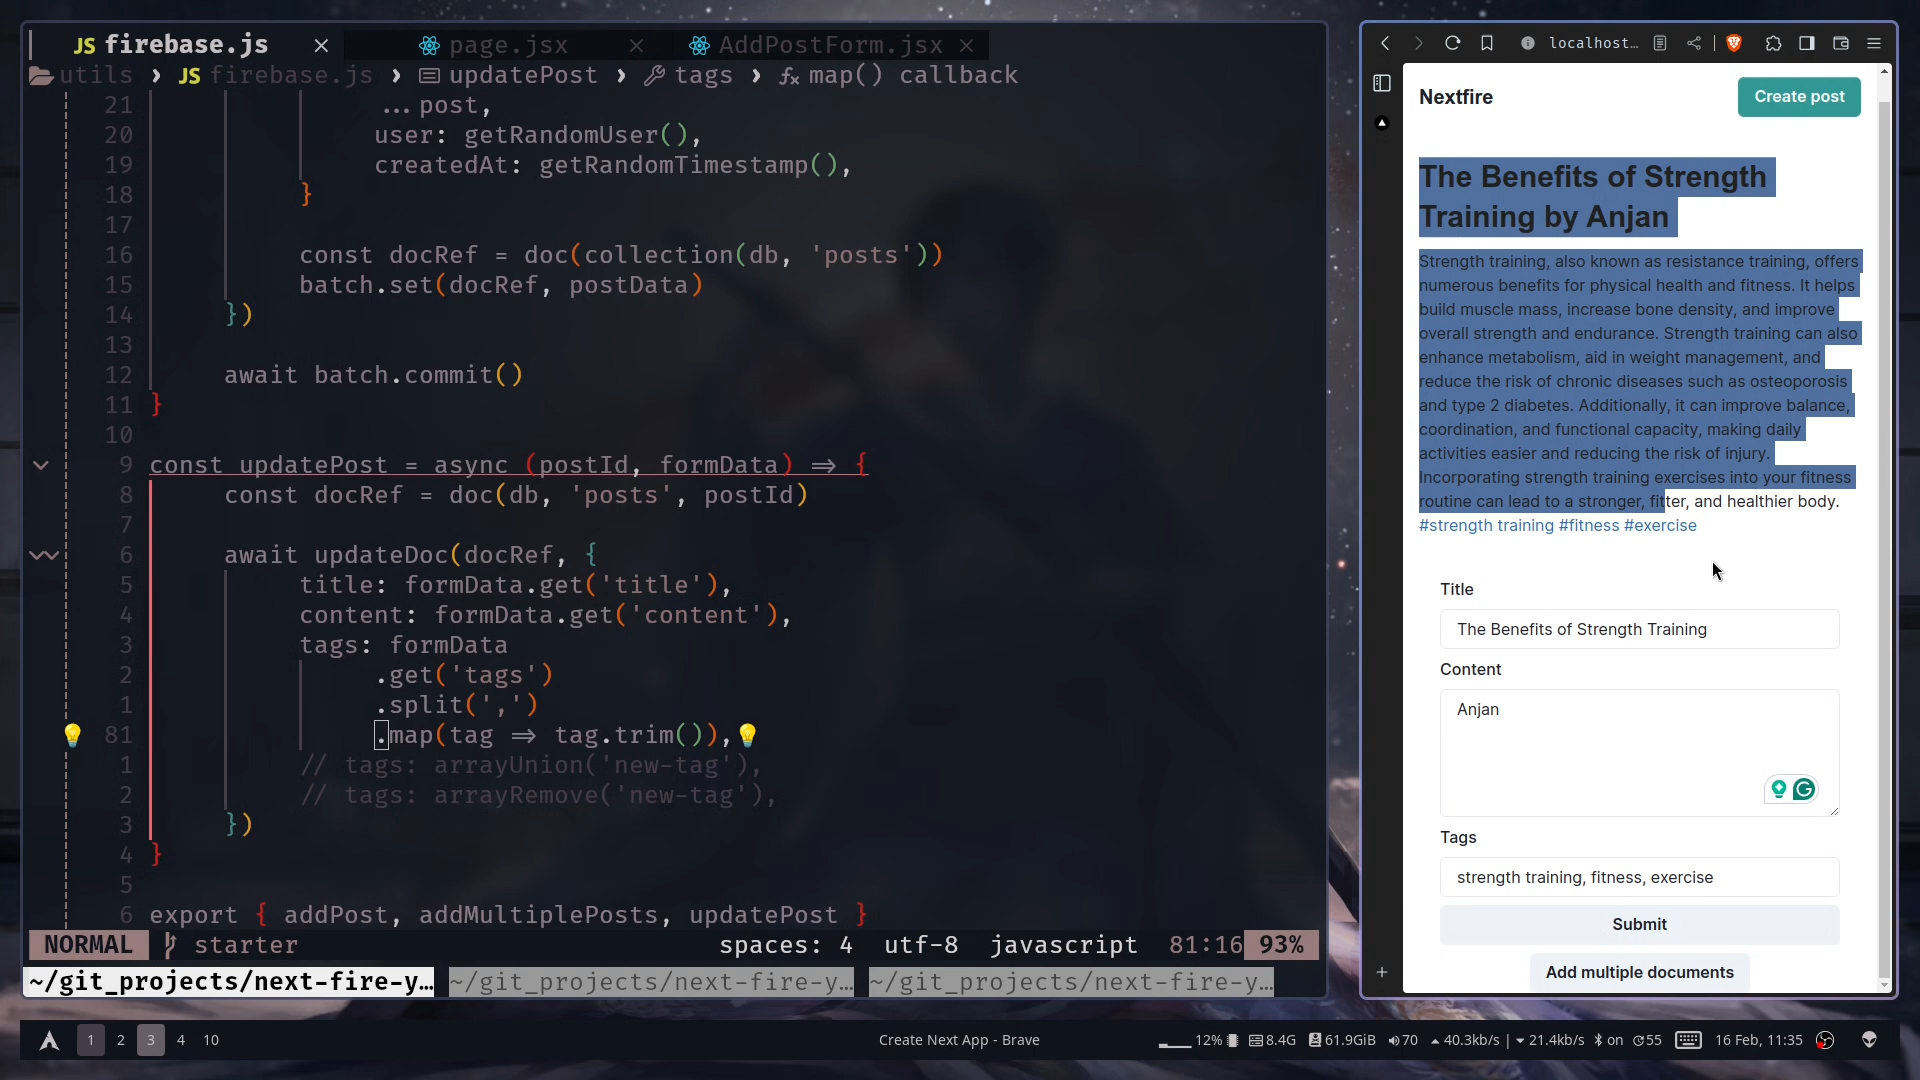 JS firebase.js ×
page.jsx ×
AddPostForm.jsx ×
utils › JS firebase.js › updatePost › tags › map() callback
21 ...post,
20 user: getRandomUser(),
19 createdAt: getRandomTimestamp(),
18 }
17
16 const docRef = doc(collection(db, 'posts'))
15 batch.set(docRef, postData)
14 })
13
12 await batch.commit()
11 }
10
9 const updatePost = async (postId, formData) ⇒ {
8 const docRef = doc(db, 'posts', postId)
7
6 await updateDoc(docRef, {
5 title: formData.get('title'),
4 content: formData.get('content'),
3 tags: formData
2 .get('tags')
1 .split(',')
81 .map(tag ⇒ tag.trim()),
1 // tags: arrayUnion('new-tag'),
2 // tags: arrayRemove('new-tag'),
3 })
4 }
5
6 export { addPost, addMultiplePosts, updatePost }
NORMAL starter spaces: 4 utf-8 javascript 81:16 93%
~/git_projects/next-fire-y… ~/git_projects/next-fire-y… ~/git_projects/next-fire-y…
localhost…
Nextfire
Create post
The Benefits of Strength
Training by Anjan
Strength training, also known as resistance training, offers
numerous benefits for physical health and fitness. It helps
build muscle mass, increase bone density, and improve
overall strength and endurance. Strength training can also
enhance metabolism, aid in weight management, and
reduce the risk of chronic diseases such as osteoporosis
and type 2 diabetes. Additionally, it can improve balance,
coordination, and functional capacity, making daily
activities easier and reducing the risk of injury.
Incorporating strength training exercises into your fitness
routine can lead to a stronger, fitter, and healthier body.
#strength training #fitness #exercise
Title
The Benefits of Strength Training
Content
Anjan
Tags
strength training, fitness, exercise
Submit
Add multiple documents
1 2 3 4 10
Create New App - Brave
12% 8.4G 61.9GiB 70 40.3kb/s | 21.4kb/s on 55 16 Feb, 11:35